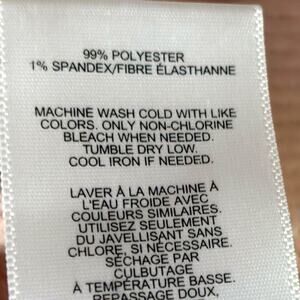 99% POLYESTER
1% SPANDEX/FIBRE ÉLASTHANNE
MACHINE WASH COLD WITH LIKE
COLORS. ONLY NON-CHLORINE
BLEACH WHEN NEEDED.
TUMBLE DRY LOW.
COOL IRON IF NEEDED.
LAVER À LA MACHINE À
L'EAU FROIDE AVEC
COULEURS SIMILAIRES.
UTILISEZ SEULEMENT
DU JAVELLISANT SANS
CHLORE, SI NÉCESSAIRE.
SÉCHAGE PAR
CULBUTAGE
À TEMPÉRATURE BASSE.
REPASSAGE DOUX,